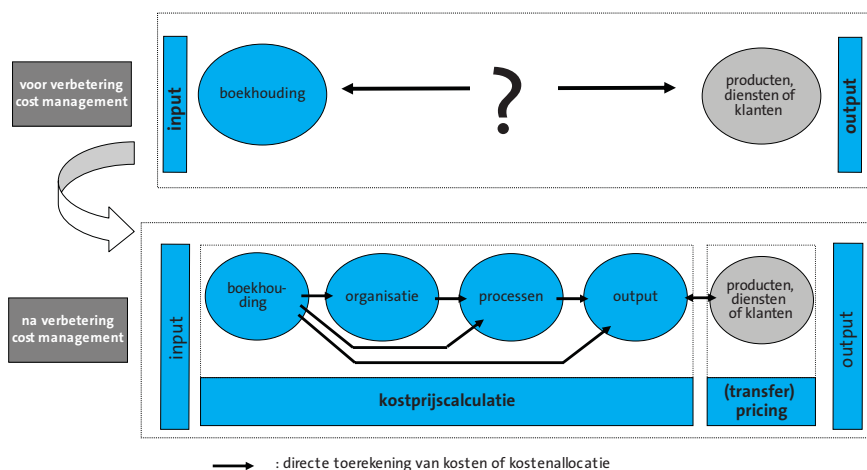 voor verbetering
cost management
input
boekhouding
?
producten,
diensten of
klanten
output
na verbetering
cost management
input
boekhou-
ding
organisatie
processen
output
producten,
diensten
of klanten
output
kostprijscalculatie
(transfer)
pricing
: directe toerekening van kosten of kostenallocatie